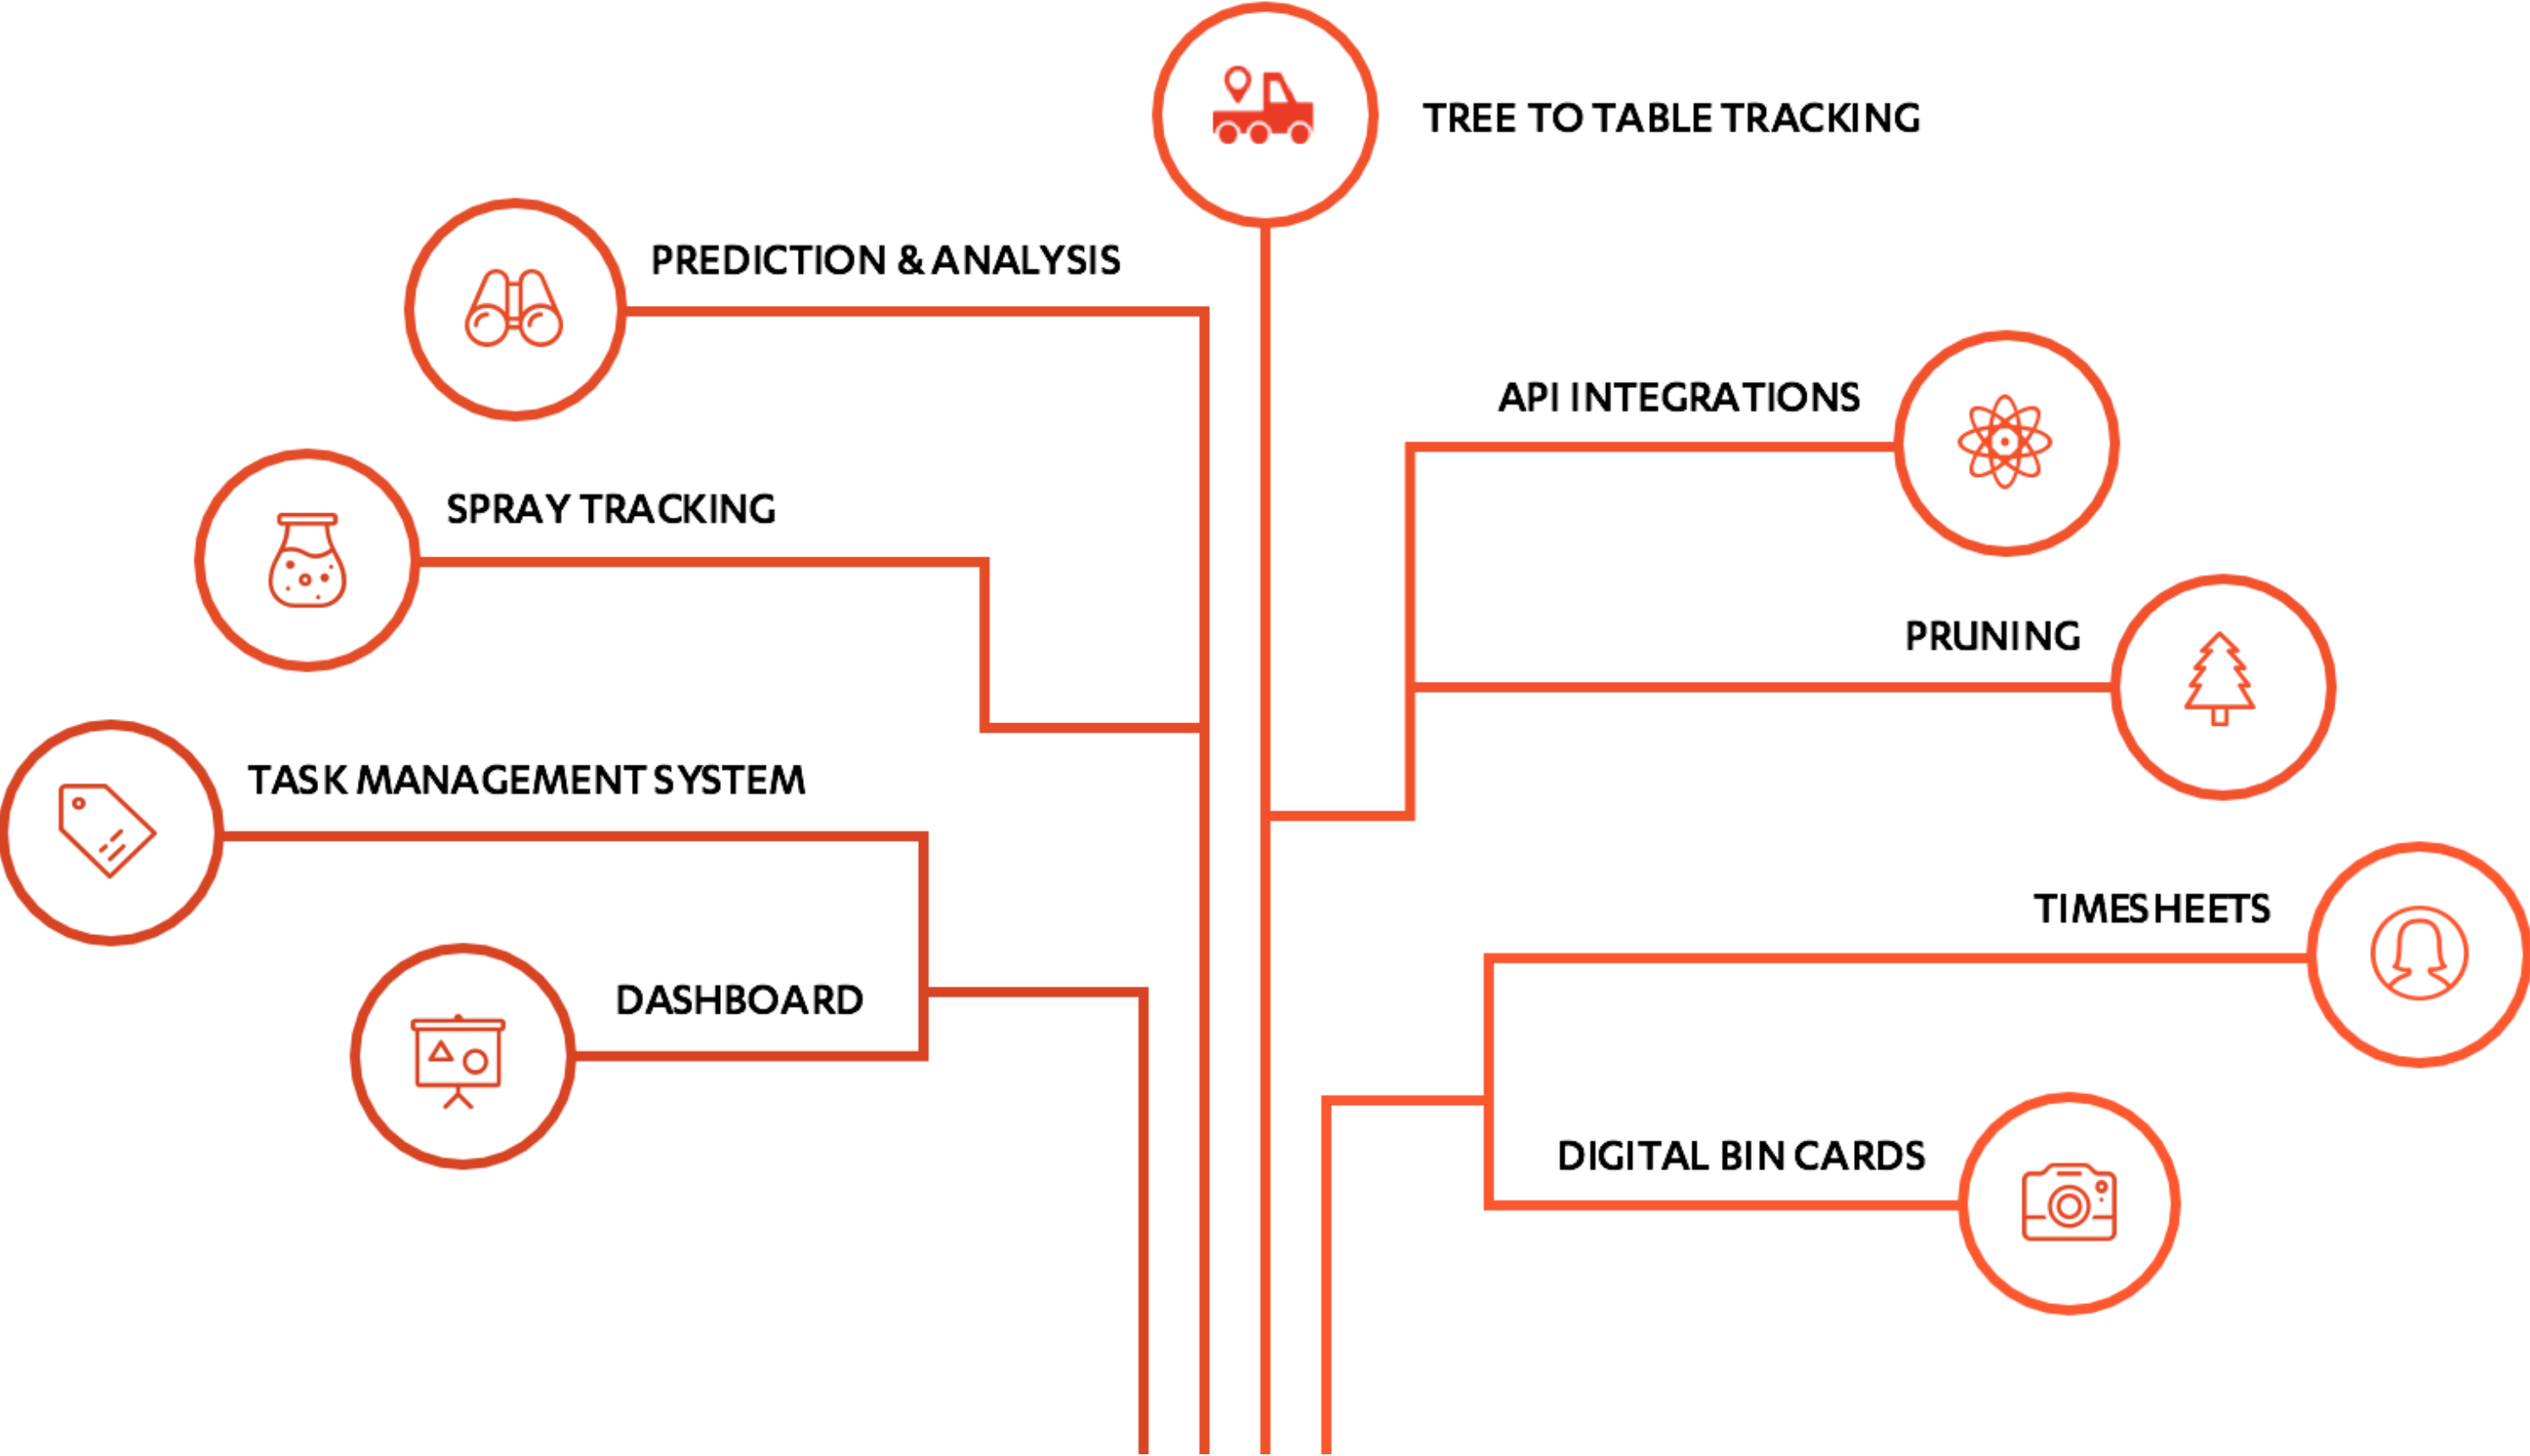 TREE TO TABLE TRACKING
PREDICTION & ANALYSIS
API INTEGRATIONS
SPRAY TRACKING
PRUNING
TASK MANAGEMENT SYSTEM
TIMESHEETS
DASHBOARD
DIGITAL BIN CARDS